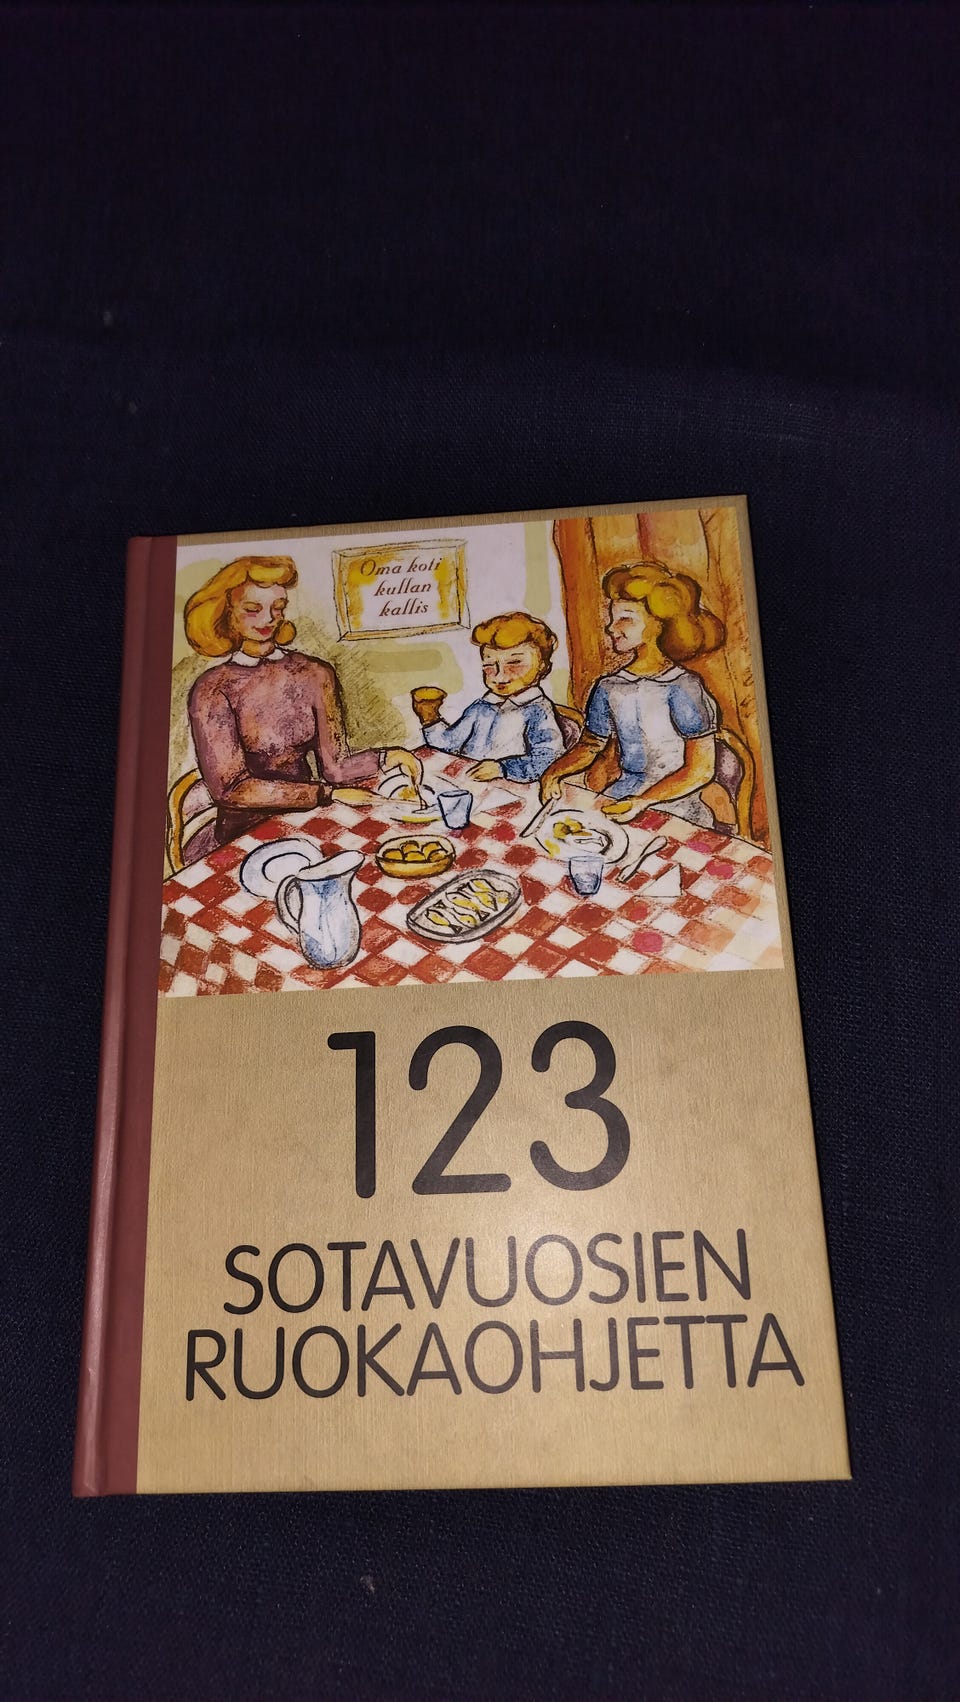 Oma koti
kullan
kallis
123
SOTAVUOSIEN
RUOKAOHJETTA